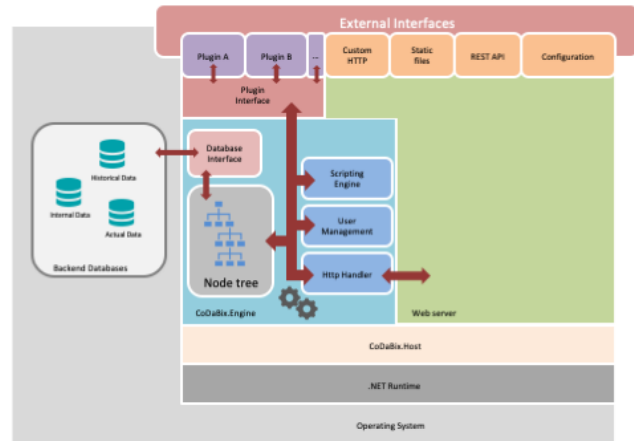 External Interfaces
Plugin A
Plugin B
...
Custom
HTTP
Static
files
REST API
Configuration
Plugin
Interface
Database
Interface
Historical Data
Internal Data
Actual Data
Backend Databases
Scripting
Engine
User
Management
Node tree
Http Handler
CoDaBix.Engine
Web server
CoDaBix.Host
.NET Runtime
Operating System